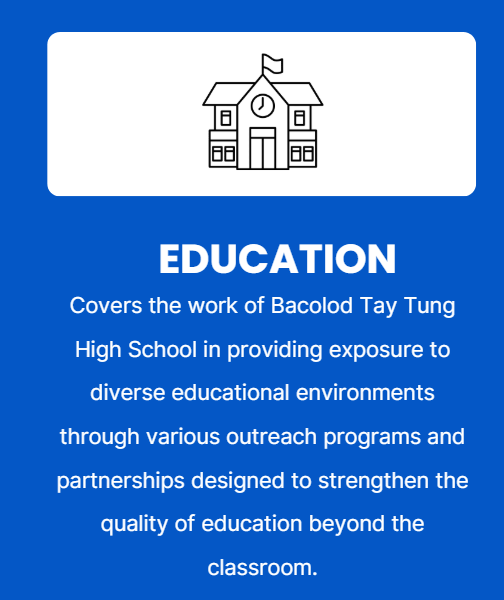 EDUCATION
Covers the work of Bacolod Tay Tung
High School in providing exposure to
diverse educational environments
through various outreach programs and
partnerships designed to strengthen the
quality of education beyond the
classroom.